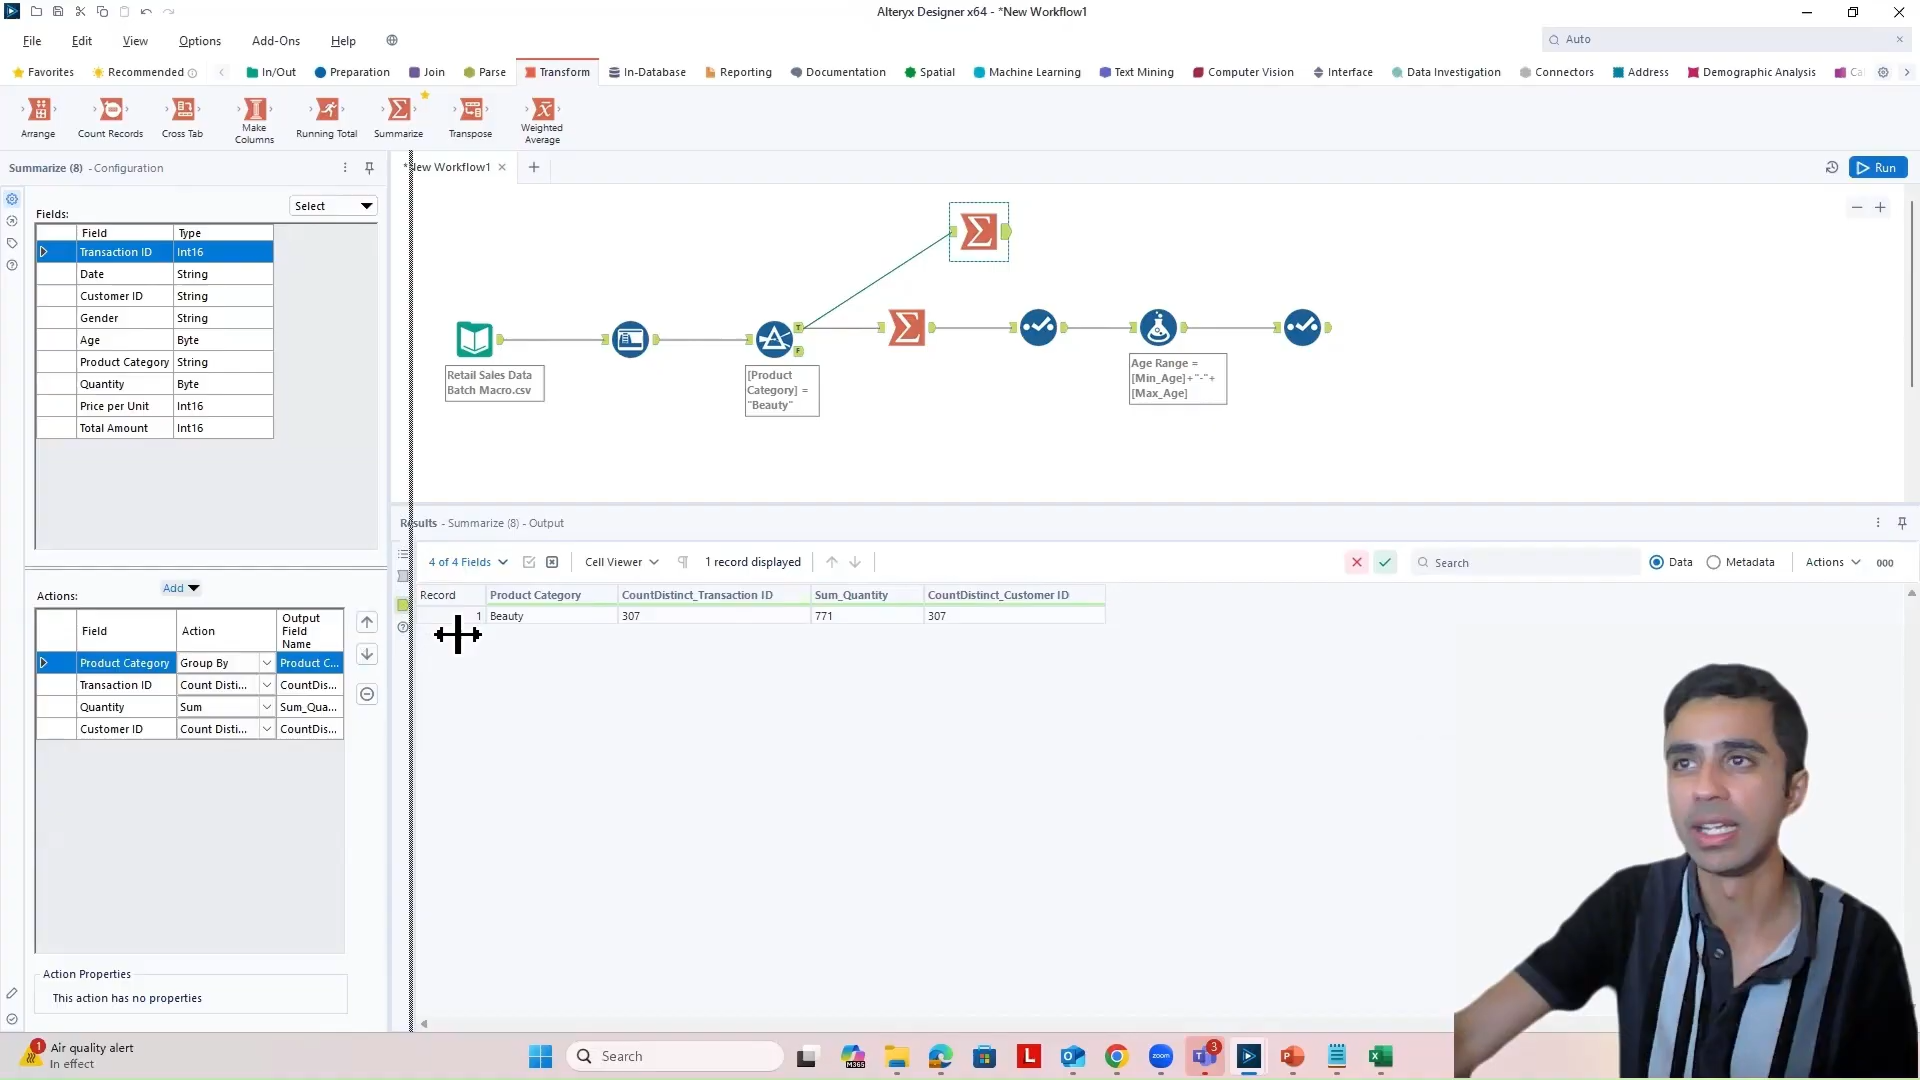 Alteryx Designer x64 - *New Workflow1
File Edit View Options Add-Ons Help
Auto
Favorites Recommended In/Out Preparation Join Parse Transform In-Database Reporting Documentation Spatial Machine Learning Text Mining Computer Vision Interface Data Investigation Connectors Address Demographic Analysis
Arrange Count Records Cross Tab Make Columns Running Total Summarize Transpose Weighted Average
Summarize (8) - Configuration
New Workflow1
Run
Fields:
Select
Field Type
Transaction ID Int16
Date String
Customer ID String
Gender String
Age Byte
Product Category String
Quantity Byte
Price per Unit Int16
Total Amount Int16
T
F
Retail Sales Data
Batch Macro.csv
[Product
Category] =
"Beauty"
Age Range =
[Min_Age]+"-"+
[Max_Age]
Add
Actions:
Field Action Output Field Name
Product Category Group By Product C...
Transaction ID Count Disti... CountDis...
Quantity Sum Sum_Qua...
Customer ID Count Disti... CountDis...
Action Properties
This action has no properties
Results - Summarize (8) - Output
4 of 4 Fields Cell Viewer 1 record displayed Search Data Metadata Actions 000
Record Product Category CountDistinct_Transaction ID Sum_Quantity CountDistinct_Customer ID
1 Beauty 307 771 307
1
Air quality alert
In effect
Search
M365
L
zoom
3